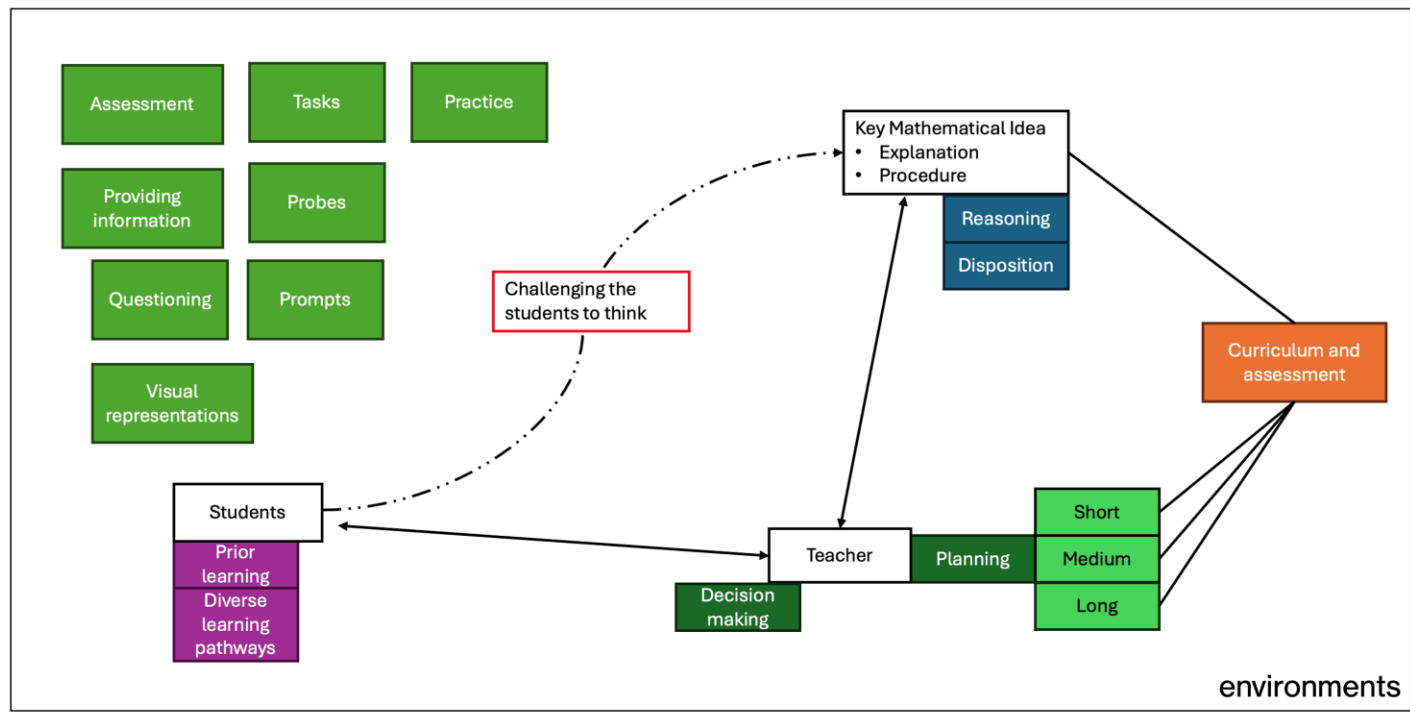 Assessment
Tasks
Practice
Providing
information
Probes
Questioning
Prompts
Visual
representations
Key Mathematical Idea
• Explanation
• Procedure
Reasoning
Disposition
Challenging the
students to think
Curriculum and
assessment
Students
Prior
learning
Diverse
learning
pathways
Teacher
Planning
Decision
making
Short
Medium
Long
environments